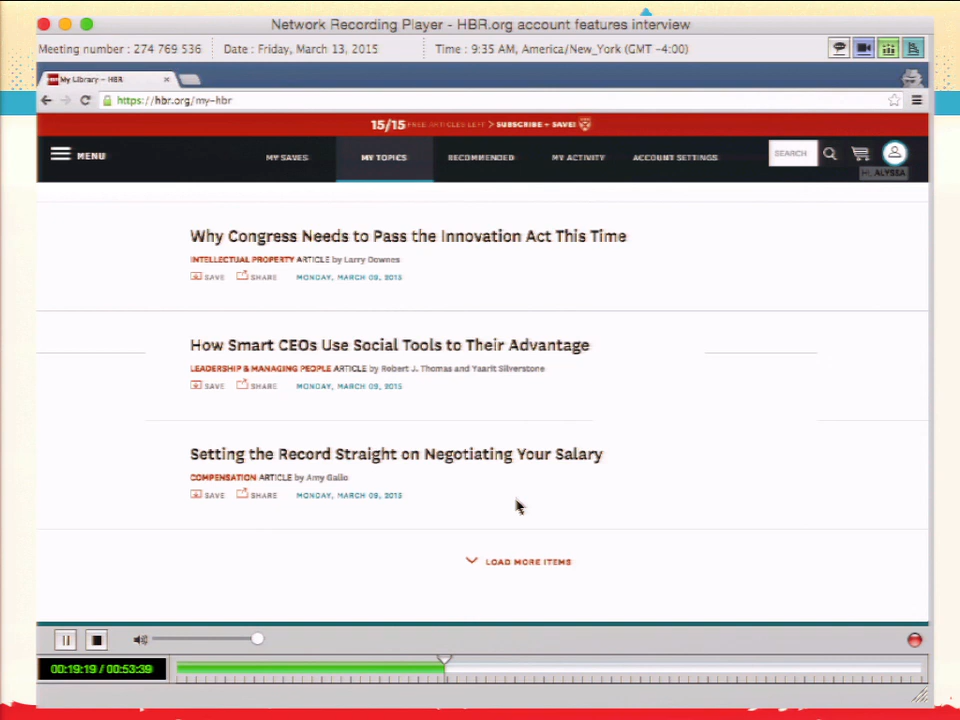 Network Recording Player - HBR.org account features interview
Meeting number : 274 769 536 Date : Friday, March 13, 2015 Time : 9:35 AM, America/New_York (GMT -4:00)
My Library – HBR
https://hbr.org/my-hbr
15/15 FREE ARTICLES LEFT > SUBSCRIBE + SAVE!
MENU MY SAVES MY TOPICS RECOMMENDED MY ACTIVITY ACCOUNT SETTINGS SEARCH
HI, ALYSSA
Why Congress Needs to Pass the Innovation Act This Time
INTELLECTUAL PROPERTY ARTICLE by Larry Downes
SAVE SHARE MONDAY, MARCH 09, 2015
How Smart CEOs Use Social Tools to Their Advantage
LEADERSHIP & MANAGING PEOPLE ARTICLE by Robert J. Thomas and Yaarit Silverstone
SAVE SHARE MONDAY, MARCH 09, 2015
Setting the Record Straight on Negotiating Your Salary
COMPENSATION ARTICLE by Amy Gallo
SAVE SHARE MONDAY, MARCH 09, 2015
LOAD MORE ITEMS
00:19:19 / 00:53:39